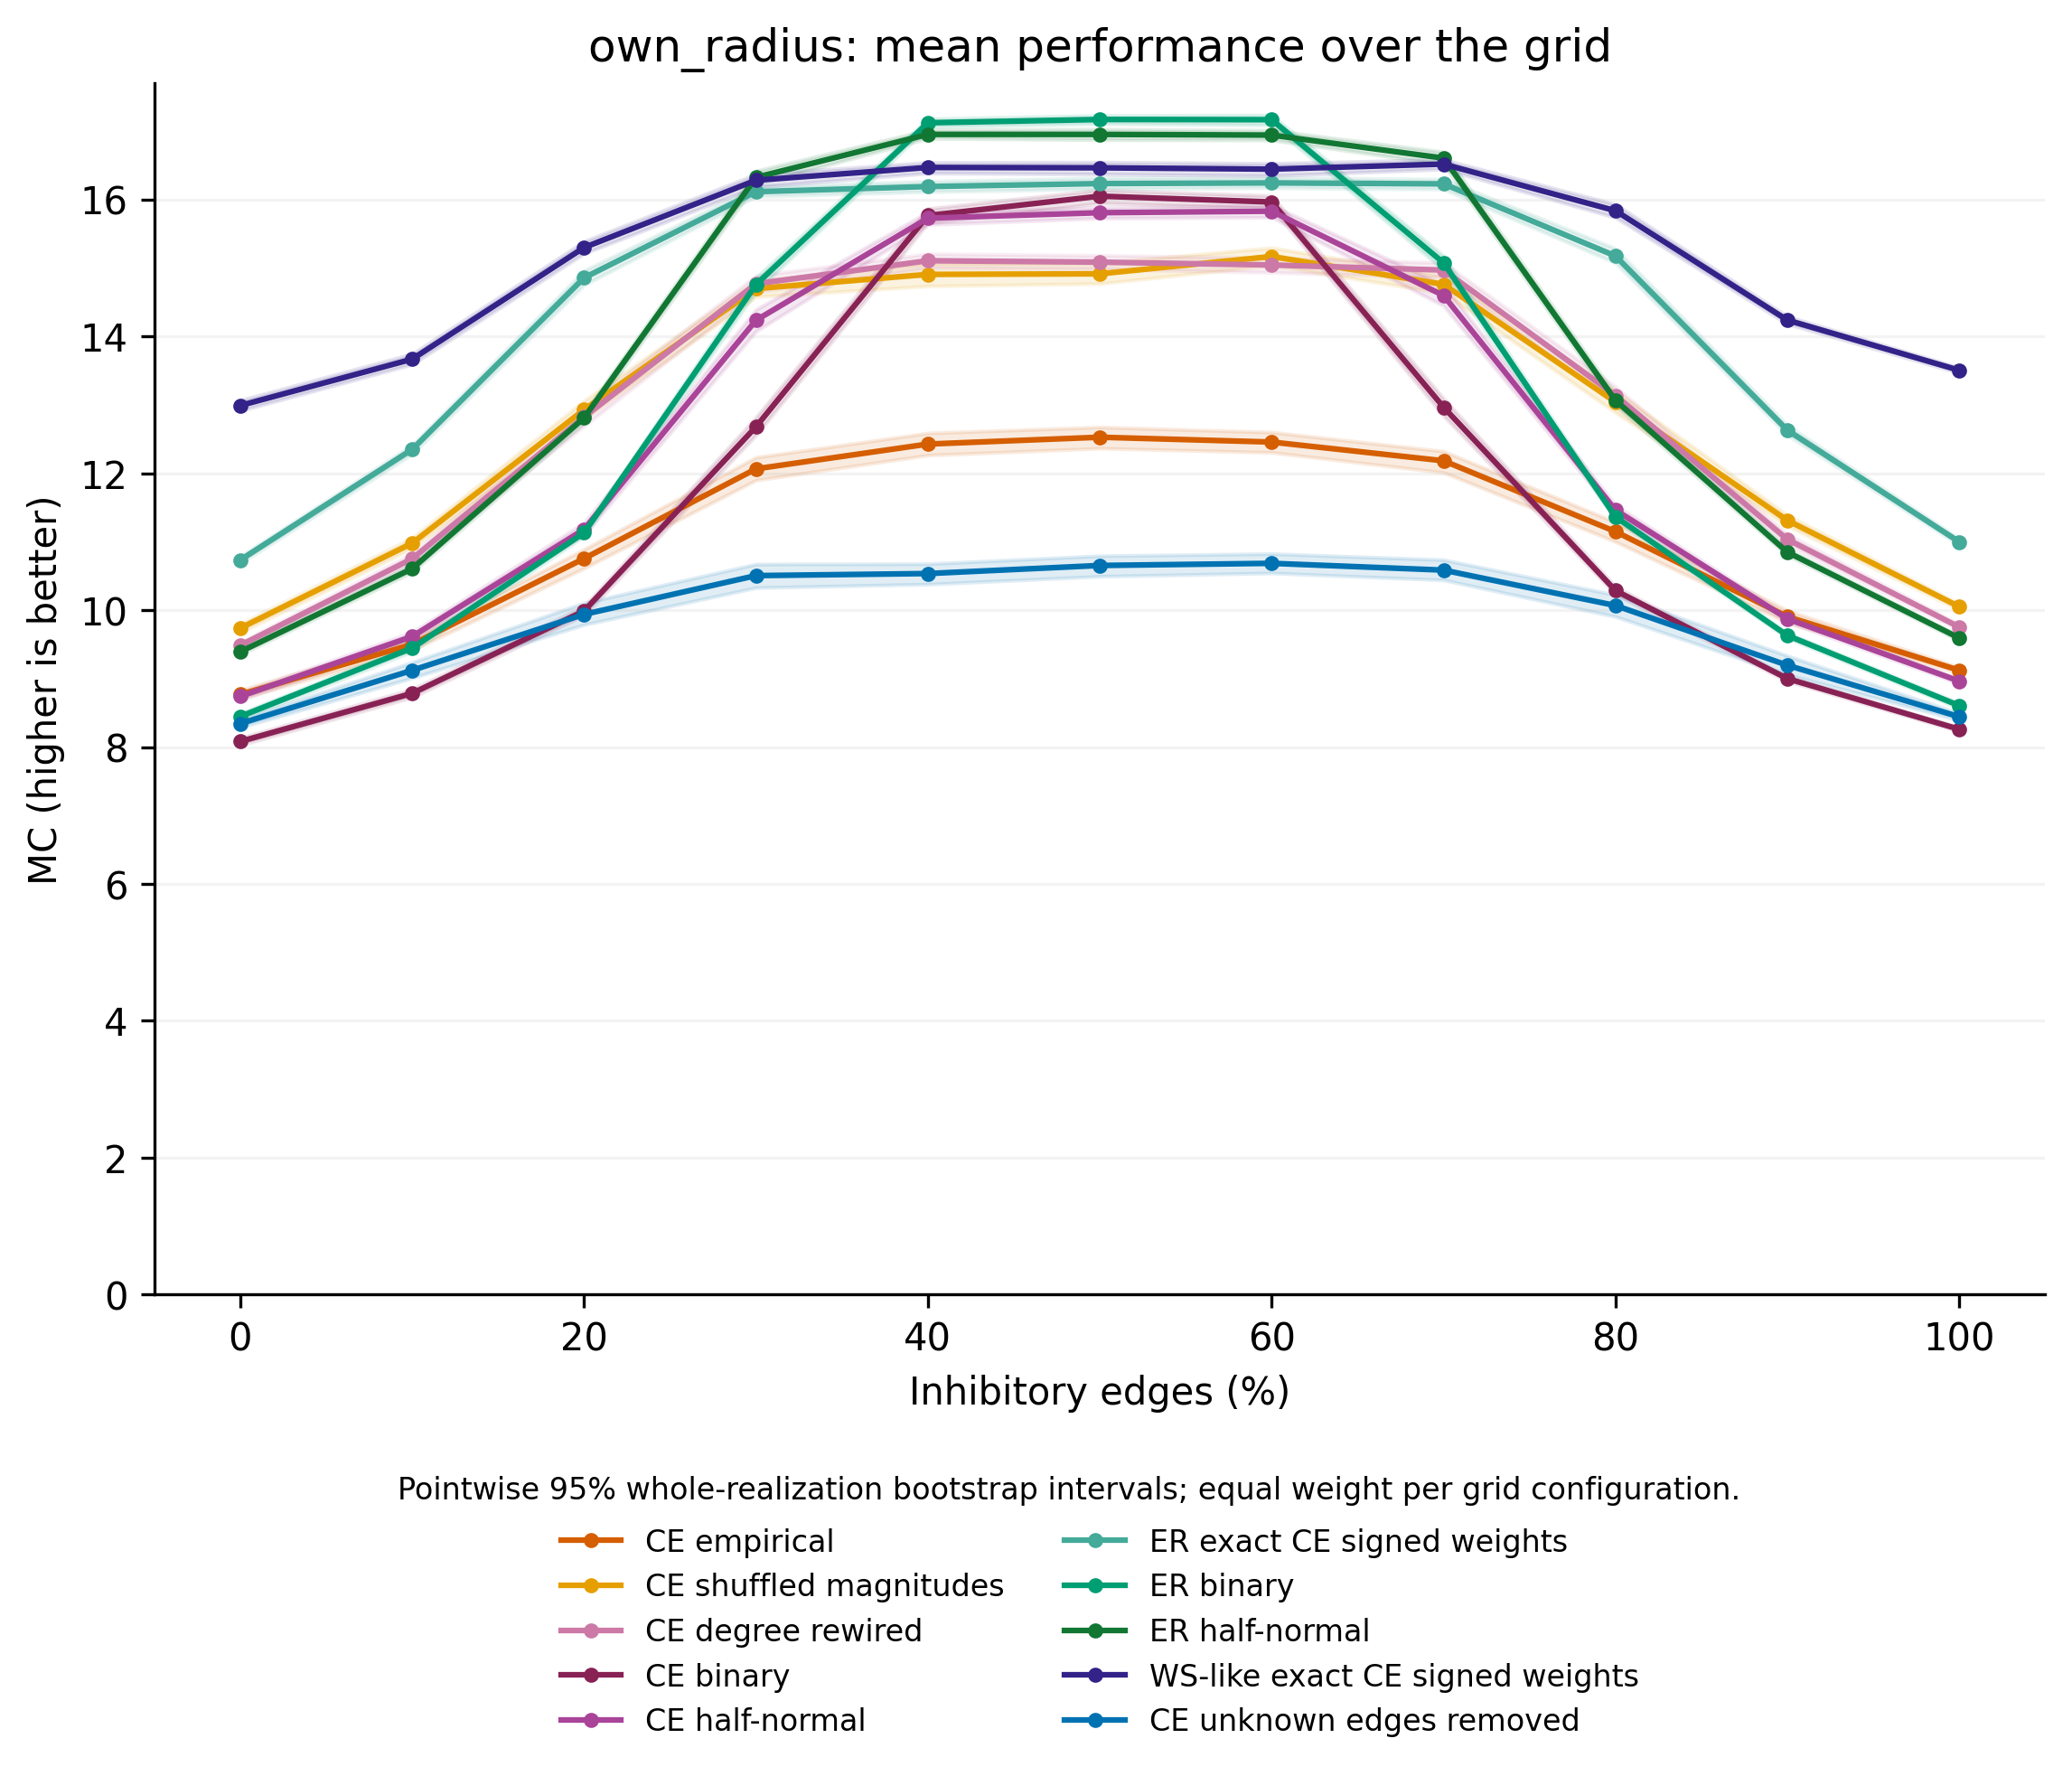 own_radius: mean performance over the grid
MC (higher is better)
16
14
12
10
8
6
4
2
0
0 20 40 60 80 100
Inhibitory edges (%)
Pointwise 95% whole-realization bootstrap intervals; equal weight per grid configuration.
CE empirical
CE shuffled magnitudes
CE degree rewired
CE binary
CE half-normal
ER exact CE signed weights
ER binary
ER half-normal
WS-like exact CE signed weights
CE unknown edges removed